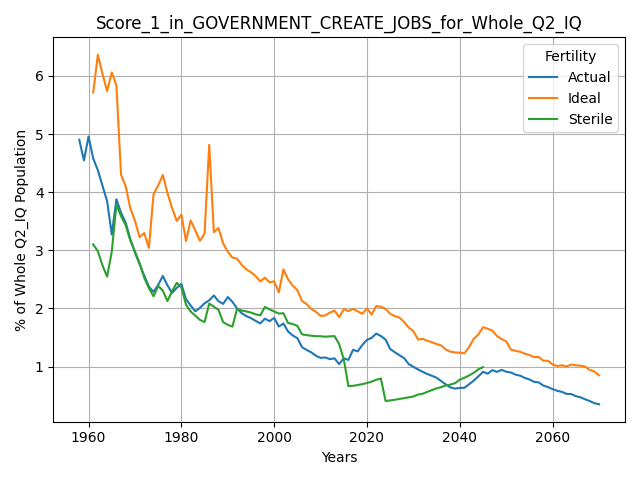 Score_1_in_GOVERNMENT_CREATE_JOBS_for_Whole_Q2_IQ
Fertility
Actual
Ideal
Sterile
% of Whole Q2_IQ Population
6
5
4
3
2
1
1960 1980 2000 2020 2040 2060
Years